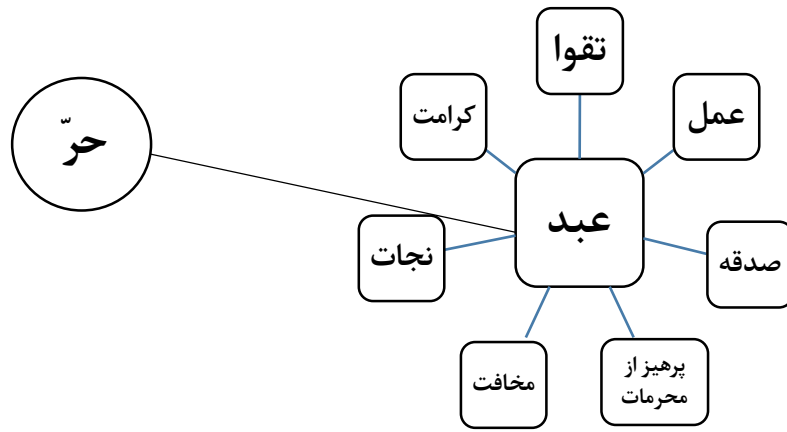 تقوا
عمل
کرامت
حرّ
عبد
صدقه
نجات
پرهیز از
محرمات
مخافت